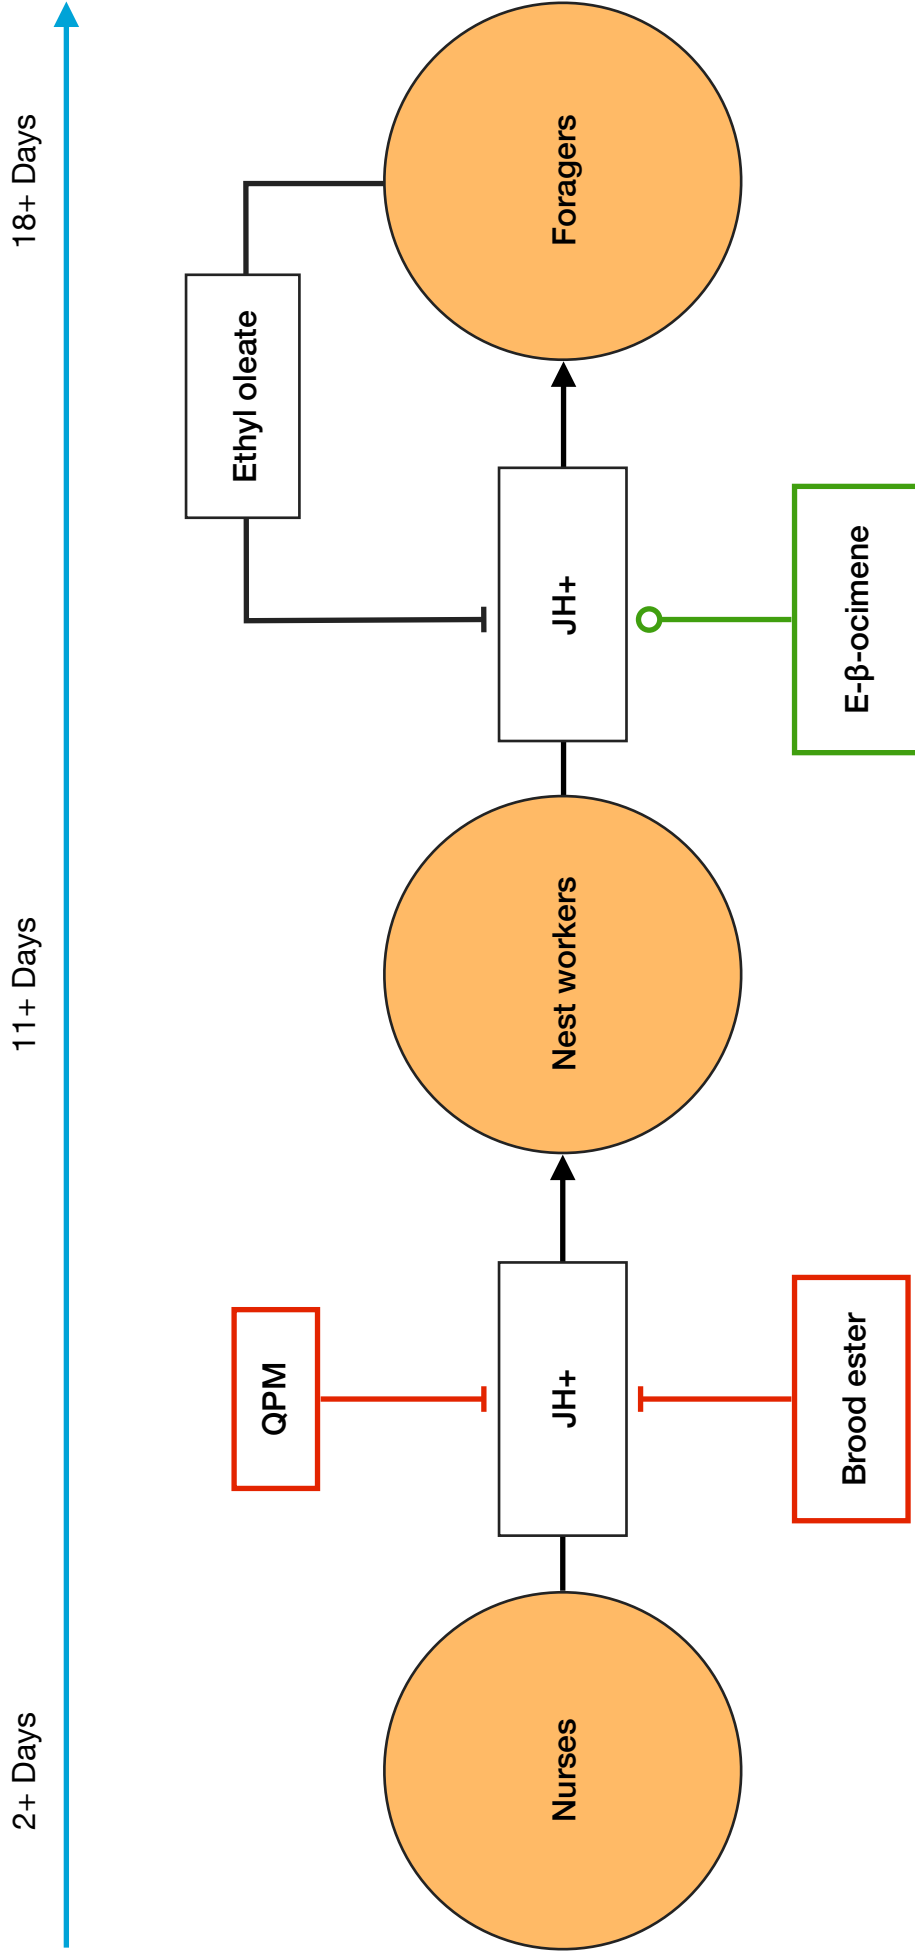 2+ Days
11+ Days
18+ Days
QPM
Ethyl oleate
Nurses
JH+
Nest workers
JH+
Foragers
Brood ester
E-β-ocimene